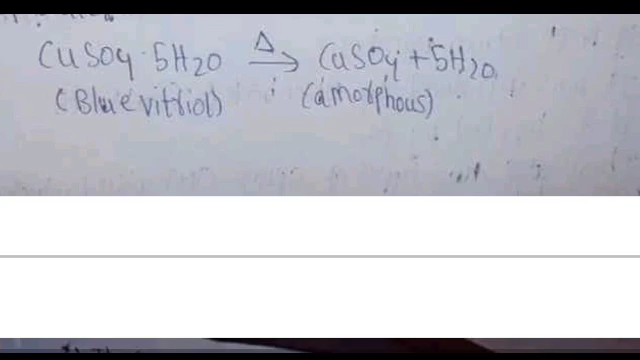 CuSO4·5H2O Δ→ CuSO4 + 5H2O
(Blue vitriol) (amorphous)